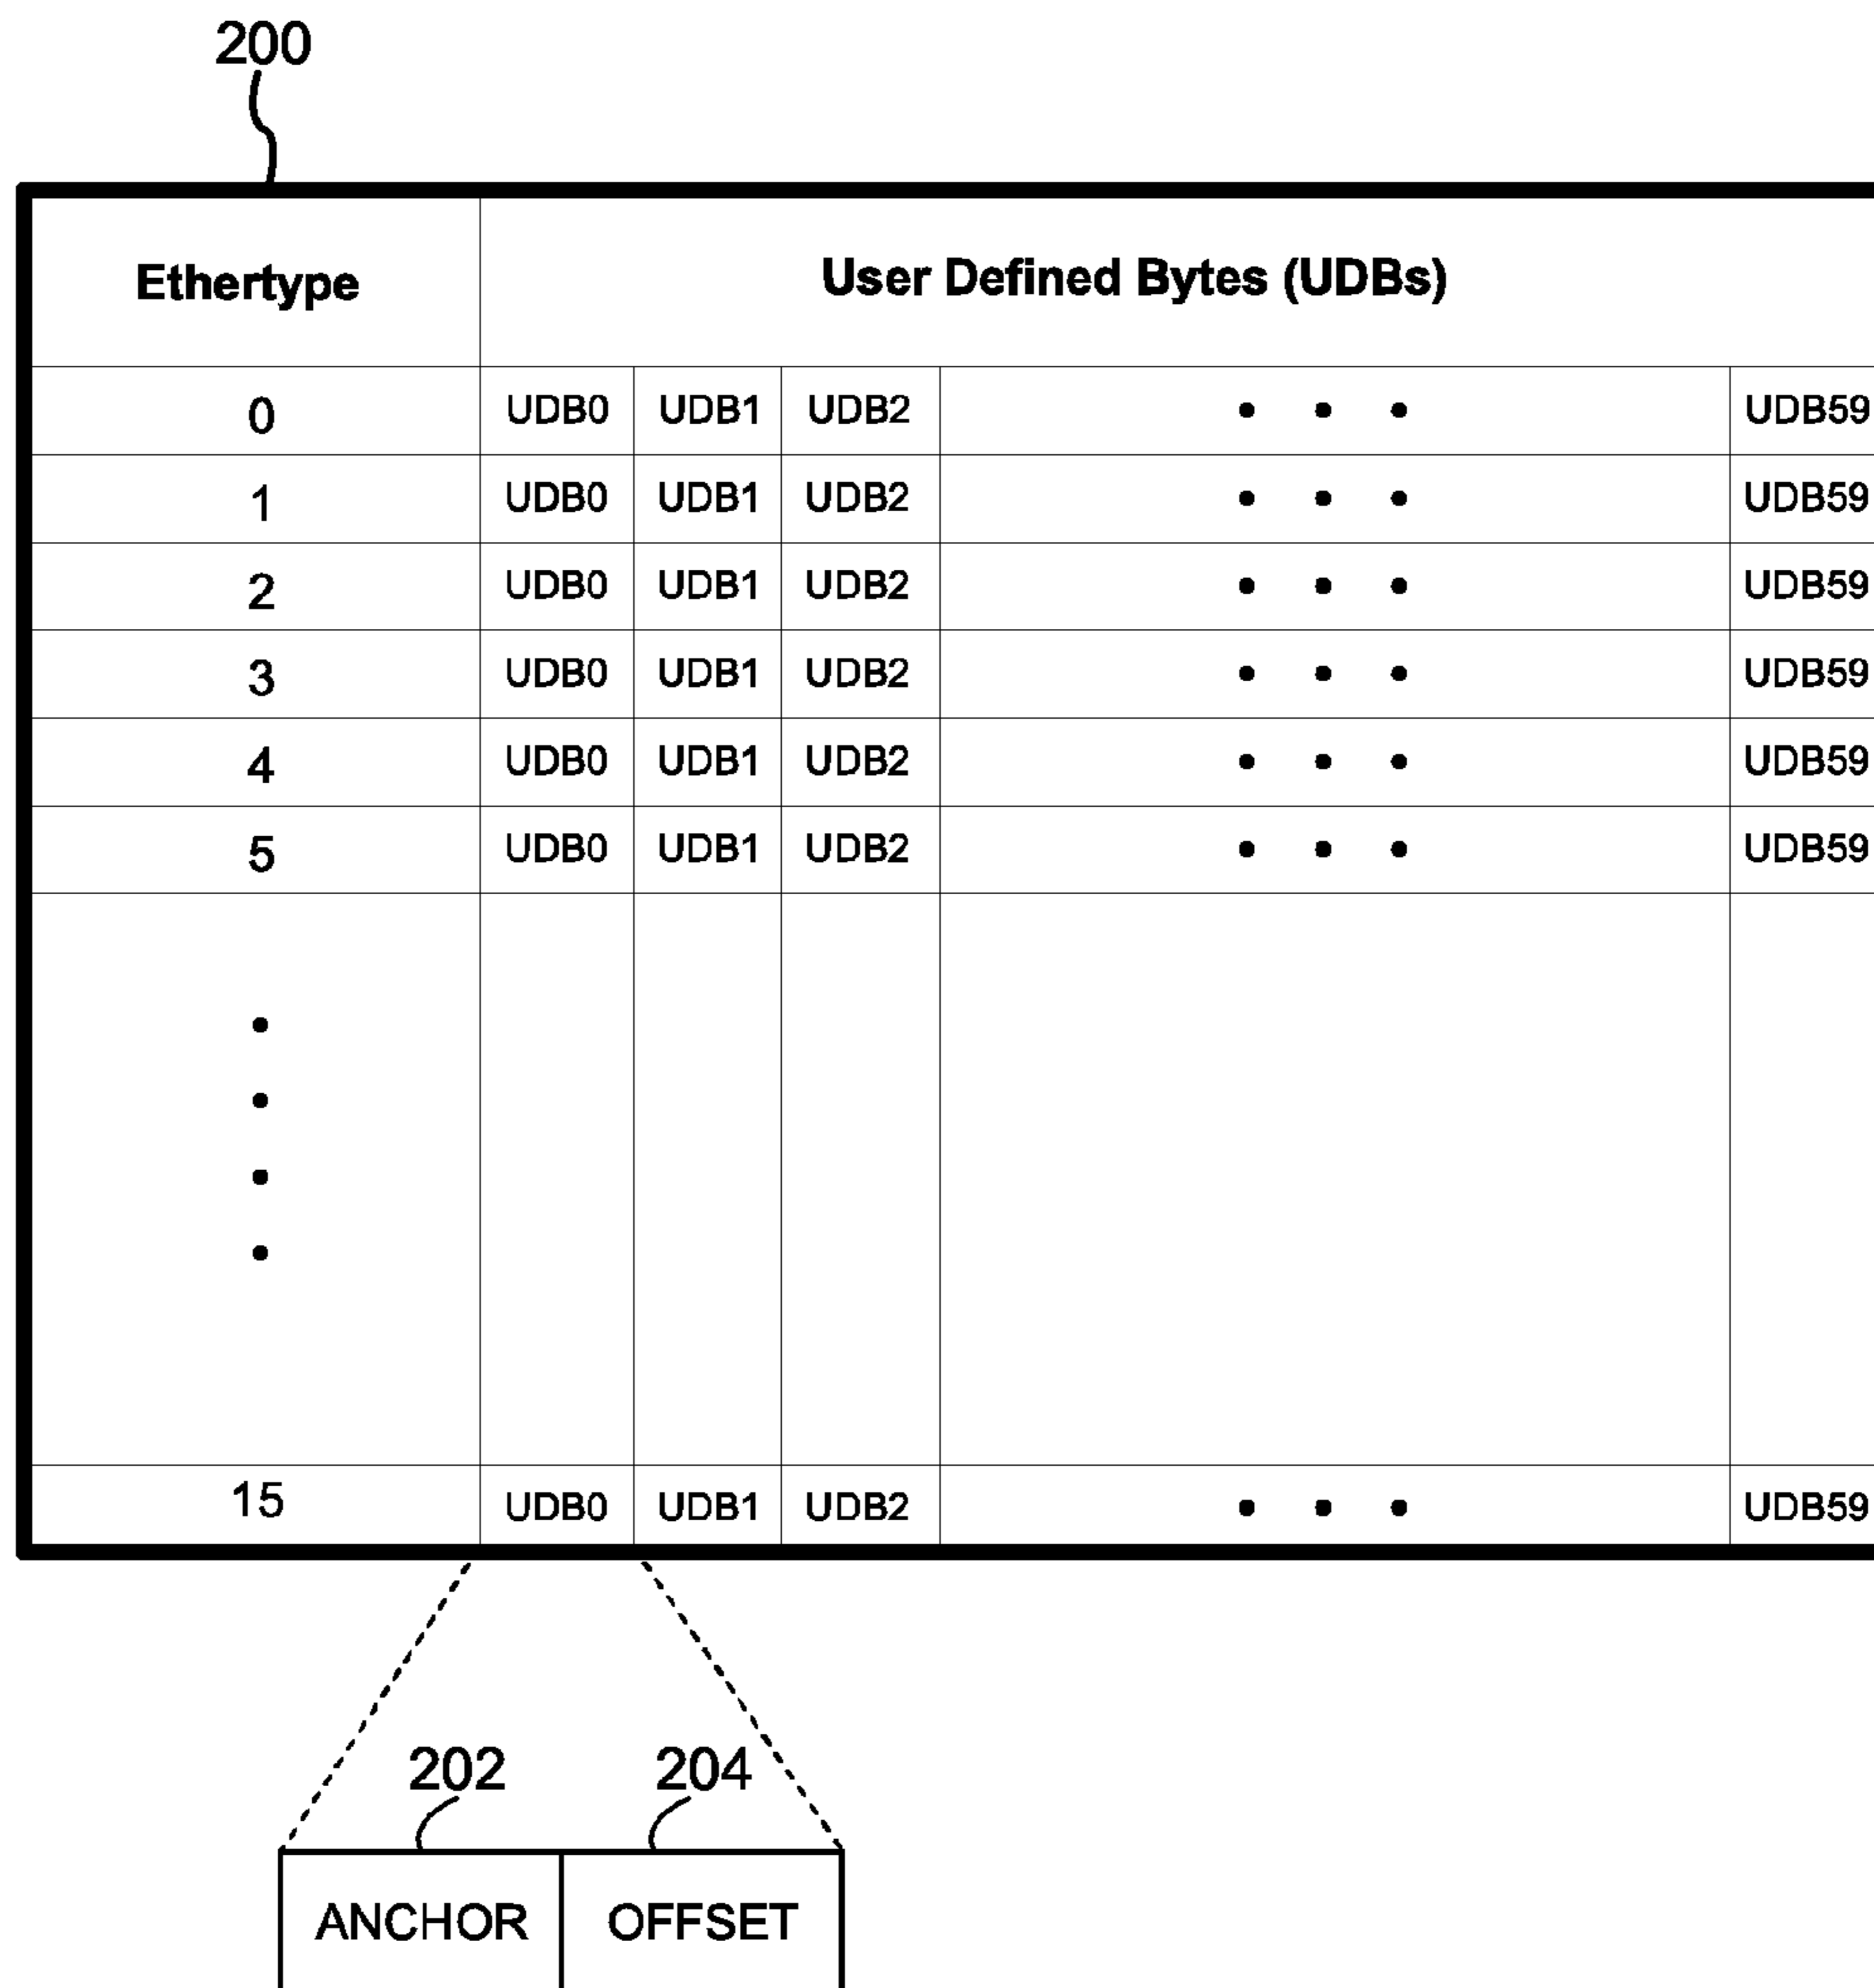 200
Ethertype User Defined Bytes (UDBs)
0 UDB0 UDB1 UDB2 • • • UDB59
1 UDB0 UDB1 UDB2 • • • UDB59
2 UDB0 UDB1 UDB2 • • • UDB59
3 UDB0 UDB1 UDB2 • • • UDB59
4 UDB0 UDB1 UDB2 • • • UDB59
5 UDB0 UDB1 UDB2 • • • UDB59
•
•
•
•
15 UDB0 UDB1 UDB2 • • • UDB59
202 204
ANCHOR OFFSET